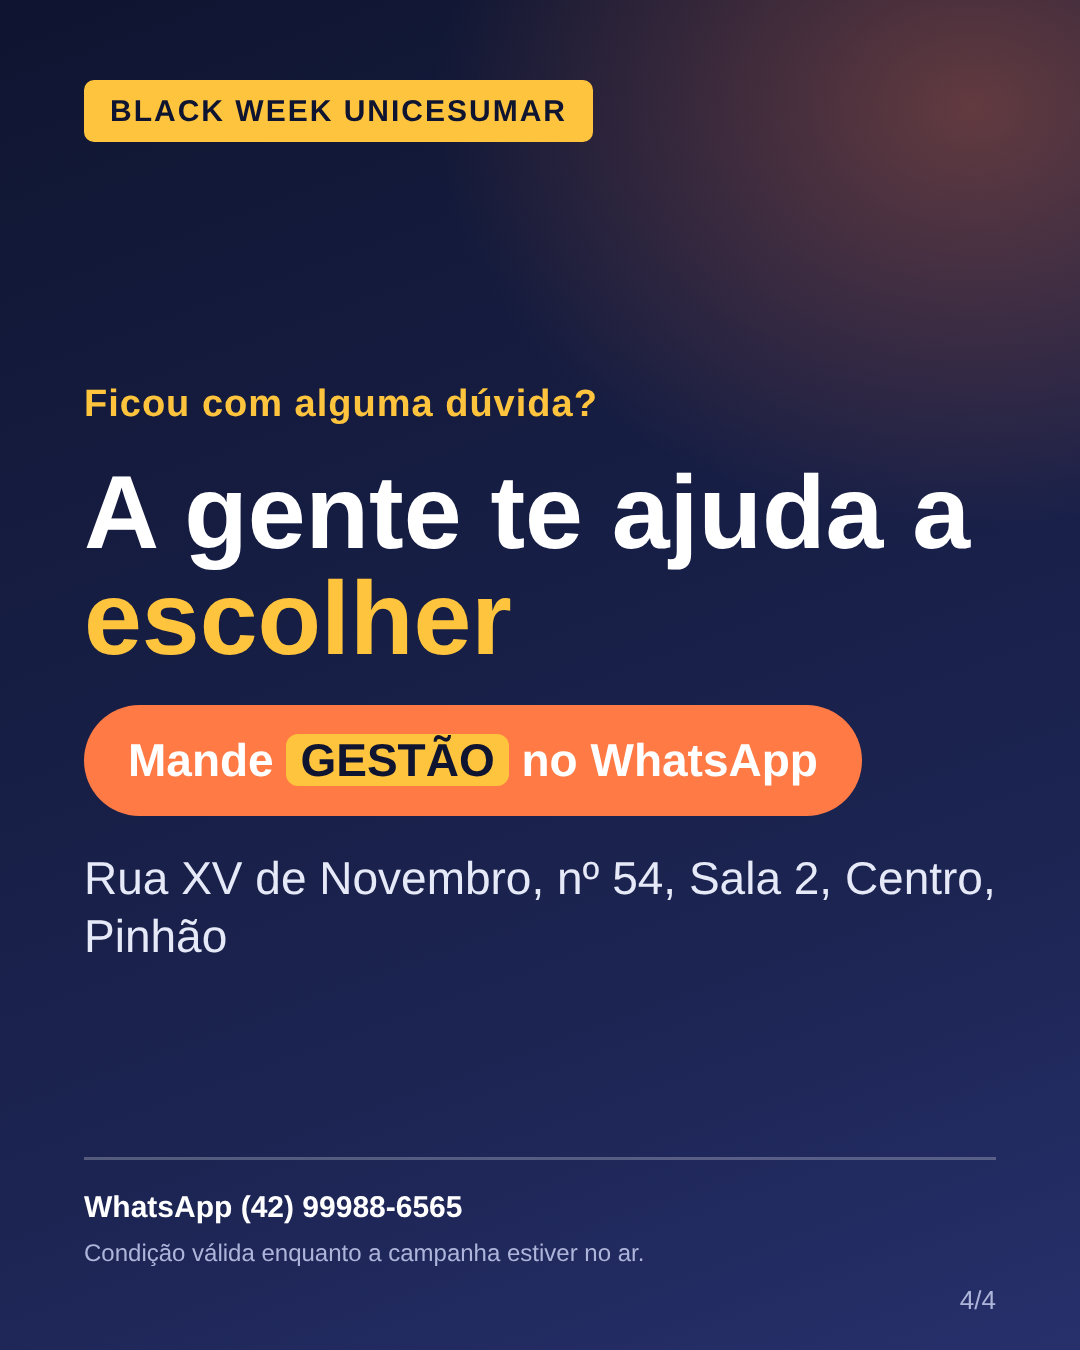 BLACK WEEK UNICESUMAR
Ficou com alguma dúvida?
A gente te ajuda a
escolher
Mande GESTÃO no WhatsApp
Rua XV de Novembro, nº 54, Sala 2, Centro,
Pinhão
WhatsApp (42) 99988-6565
Condição válida enquanto a campanha estiver no ar.
4/4